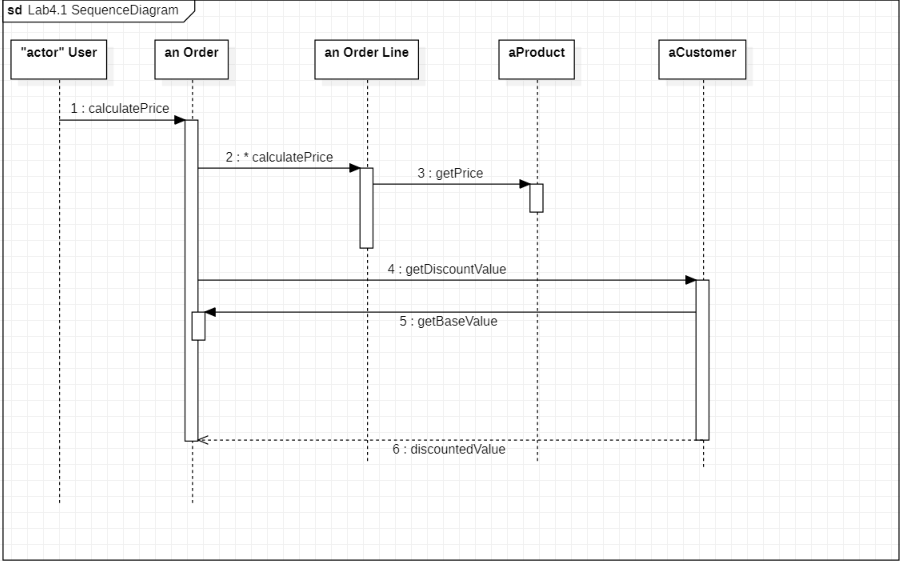 sd Lab4.1 SequenceDiagram
"actor" User
an Order
an Order Line
aProduct
aCustomer
1 : calculatePrice
2 : * calculatePrice
3 : getPrice
4 : getDiscountValue
5 : getBaseValue
6 : discountedValue